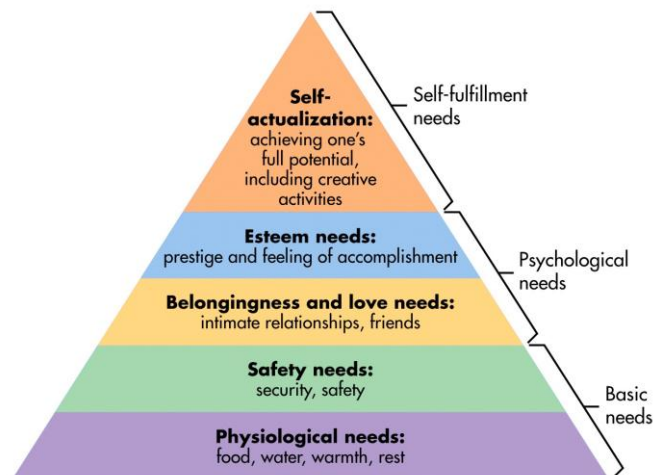 Self-
actualization:
achieving one's
full potential,
including creative
activities
Self-fulfillment
needs
Esteem needs:
prestige and feeling of accomplishment
Psychological
needs
Belongingness and love needs:
intimate relationships, friends
Safety needs:
security, safety
Basic
needs
Physiological needs:
food, water, warmth, rest